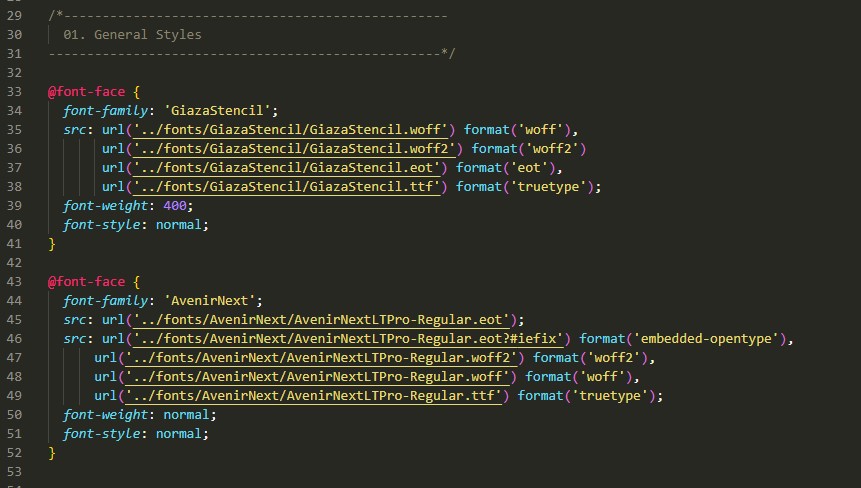 29 /*--------------------------------------------------
30 01. General Styles
31 ---------------------------------------------------*/
32
33 @font-face {
34 font-family: 'GiazaStencil';
35 src: url('../fonts/GiazaStencil/GiazaStencil.woff') format('woff'),
36 url('../fonts/GiazaStencil/GiazaStencil.woff2') format('woff2')
37 url('../fonts/GiazaStencil/GiazaStencil.eot') format('eot'),
38 url('../fonts/GiazaStencil/GiazaStencil.ttf') format('truetype');
39 font-weight: 400;
40 font-style: normal;
41 }
42
43 @font-face {
44 font-family: 'AvenirNext';
45 src: url('../fonts/AvenirNext/AvenirNextLTPro-Regular.eot');
46 src: url('../fonts/AvenirNext/AvenirNextLTPro-Regular.eot?#iefix') format('embedded-opentype'),
47 url('../fonts/AvenirNext/AvenirNextLTPro-Regular.woff2') format('woff2'),
48 url('../fonts/AvenirNext/AvenirNextLTPro-Regular.woff') format('woff'),
49 url('../fonts/AvenirNext/AvenirNextLTPro-Regular.ttf') format('truetype');
50 font-weight: normal;
51 font-style: normal;
52 }
53